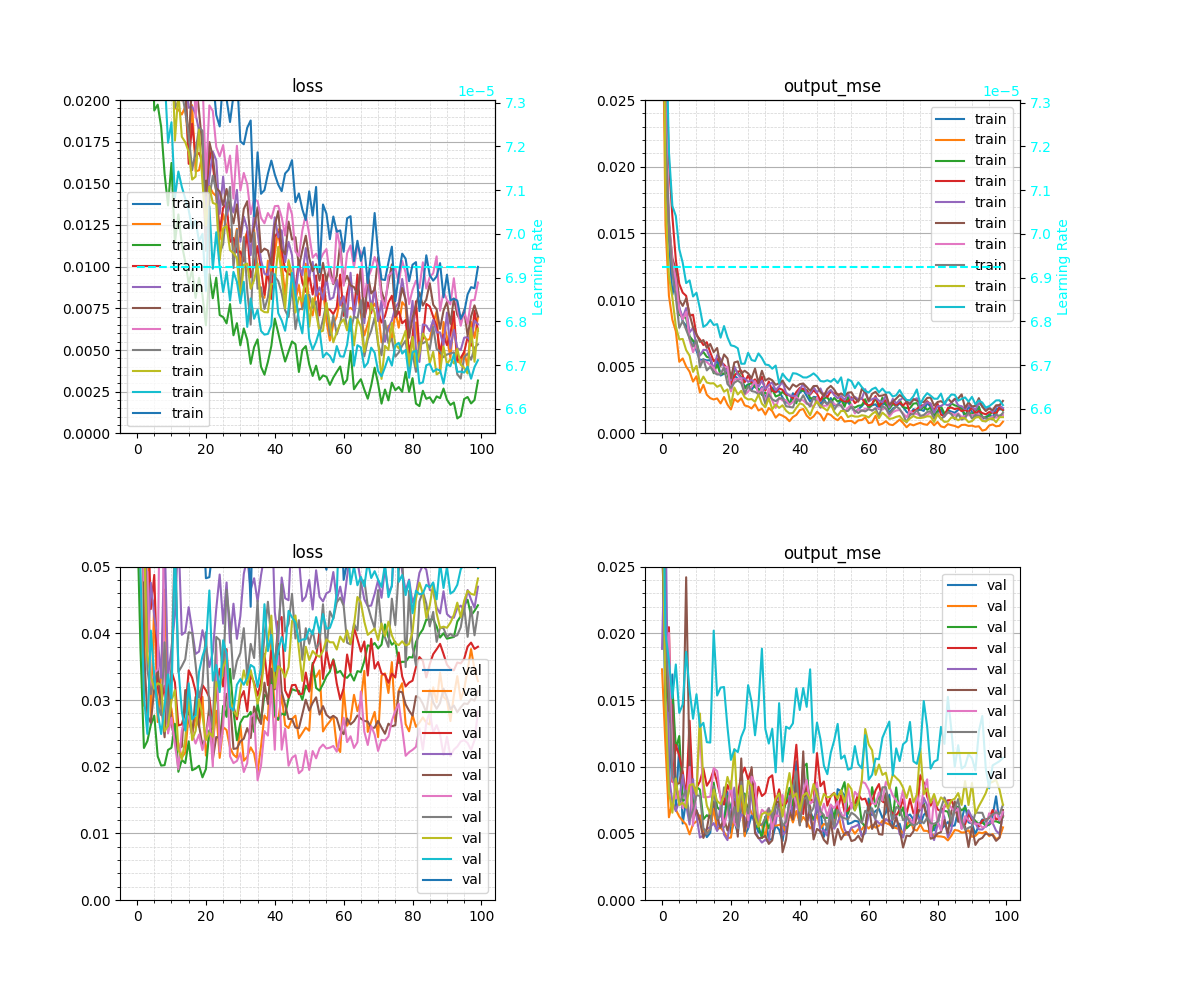 loss
1e−5
0.0200
0.0175
0.0150
0.0125
0.0100
0.0075
0.0050
0.0025
0.0000
train
train
train
train
train
train
train
train
train
train
train
7.3
7.2
7.1
7.0
6.9
6.8
6.7
6.6
Learning Rate
0
20
40
60
80
100
output_mse
1e−5
0.025
0.020
0.015
0.010
0.005
0.000
train
train
train
train
train
train
train
train
train
train
7.3
7.2
7.1
7.0
6.9
6.8
6.7
6.6
Learning Rate
0
20
40
60
80
100
loss
0.05
0.04
0.03
0.02
0.01
0.00
val
val
val
val
val
val
val
val
val
val
val
0
20
40
60
80
100
output_mse
0.025
0.020
0.015
0.010
0.005
0.000
val
val
val
val
val
val
val
val
val
val
0
20
40
60
80
100